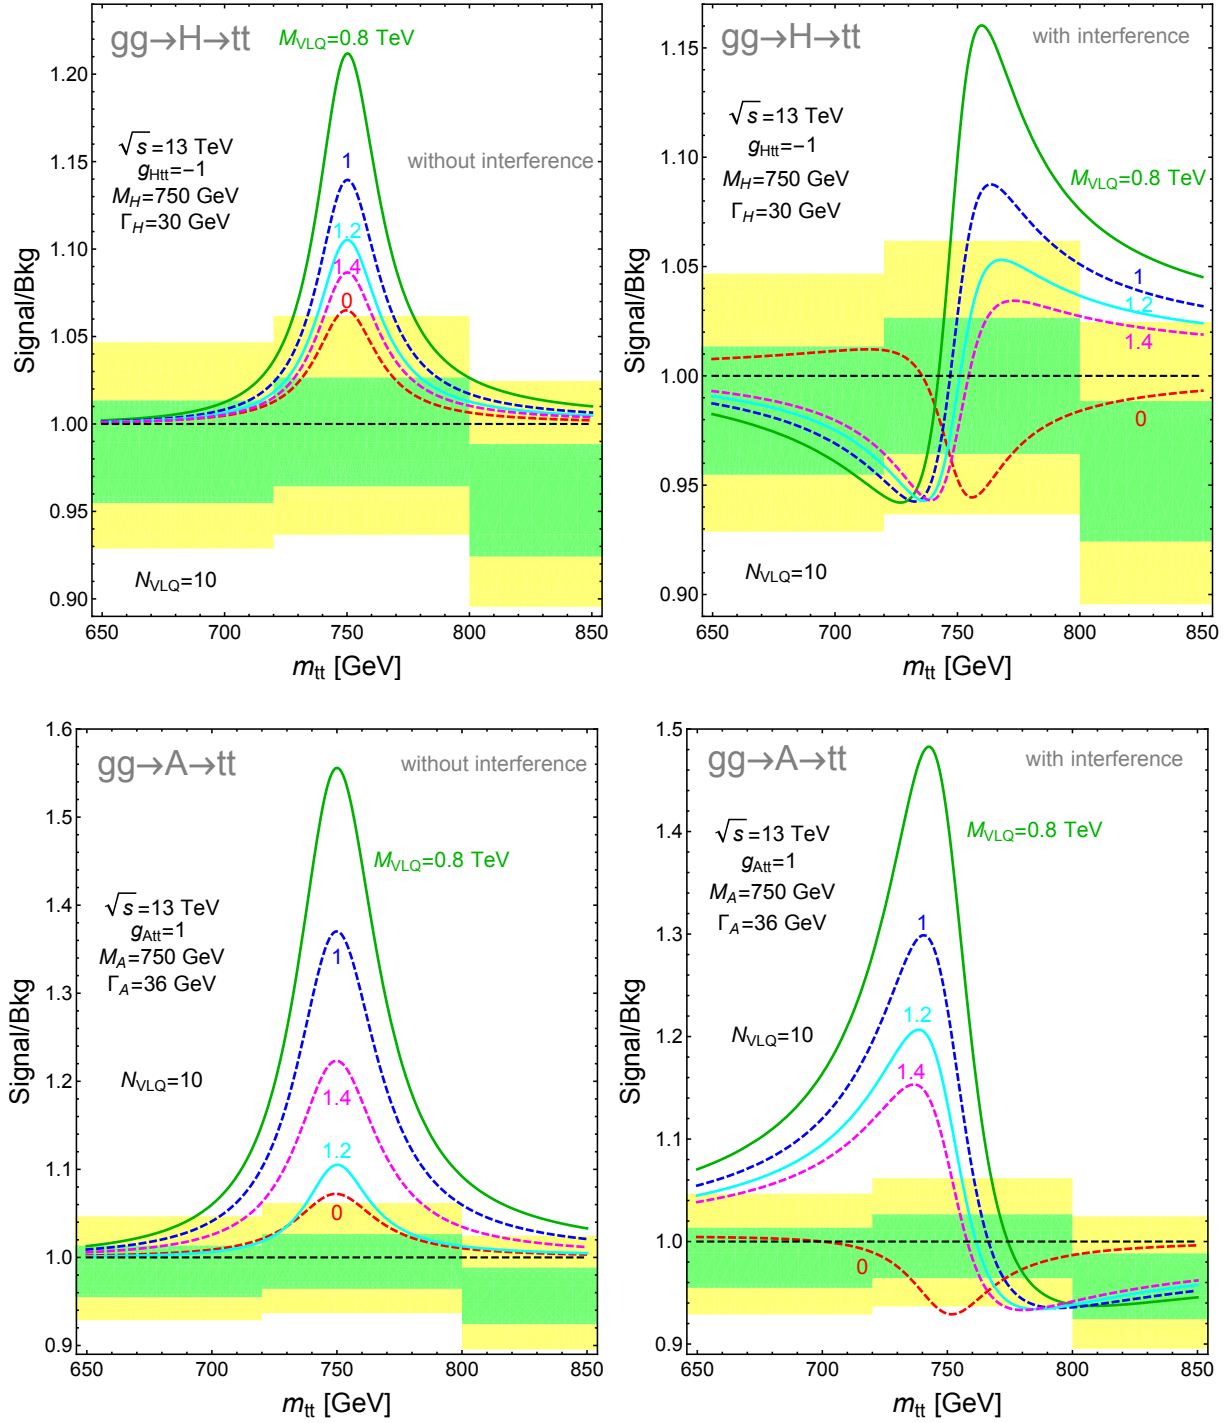 gg→H→tt
M_VLQ=0.8 TeV
√s=13 TeV
g_Htt=−1
M_H=750 GeV
Γ_H=30 GeV
without interference
1
1.2
1.4
0
N_VLQ=10
Signal/Bkg
1.20
1.15
1.10
1.05
1.00
0.95
0.90
650
700
750
800
850
m_tt [GeV]
gg→H→tt
with interference
√s=13 TeV
g_Htt=−1
M_H=750 GeV
Γ_H=30 GeV
M_VLQ=0.8 TeV
1
1.2
1.4
0
N_VLQ=10
Signal/Bkg
1.15
1.10
1.05
1.00
0.95
0.90
650
700
750
800
850
m_tt [GeV]
gg→A→tt
without interference
M_VLQ=0.8 TeV
√s=13 TeV
g_Att=1
M_A=750 GeV
Γ_A=36 GeV
1
N_VLQ=10
1.4
1.2
0
Signal/Bkg
1.6
1.5
1.4
1.3
1.2
1.1
1.0
0.9
650
700
750
800
850
m_tt [GeV]
gg→A→tt
with interference
M_VLQ=0.8 TeV
√s=13 TeV
g_Att=1
M_A=750 GeV
Γ_A=36 GeV
1
1.2
N_VLQ=10
1.4
0
Signal/Bkg
1.5
1.4
1.3
1.2
1.1
1.0
0.9
650
700
750
800
850
m_tt [GeV]